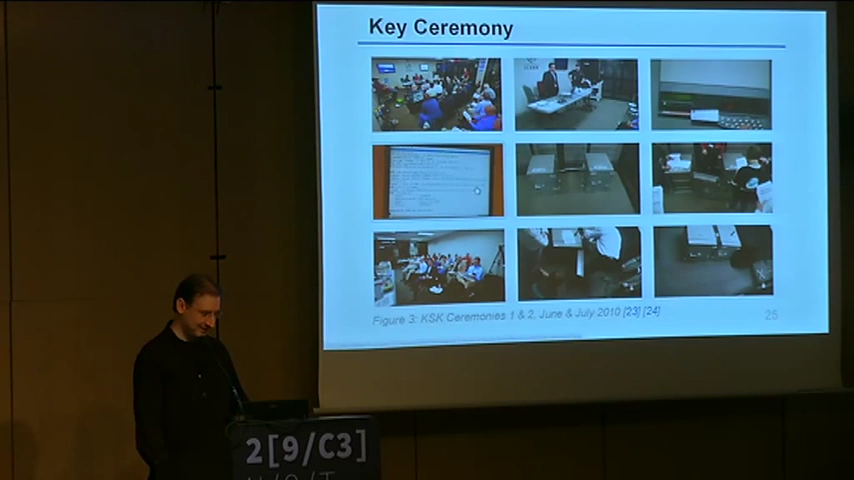 Key Ceremony
Figure 3: KSK Ceremonies 1 & 2, June & July 2010 [23] [24]
25
2[9/C3]